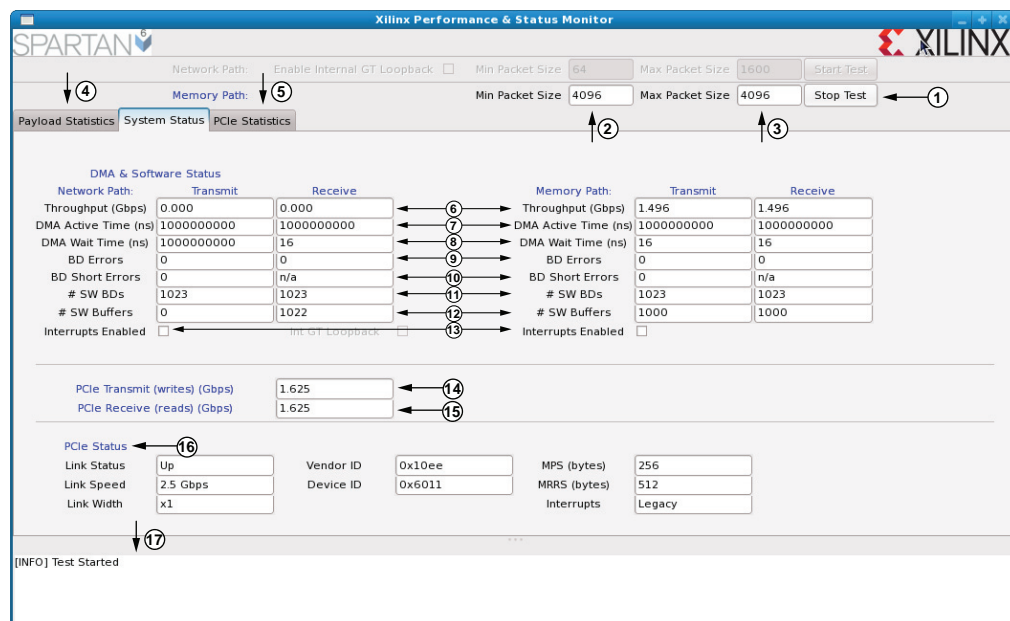 Xilinx Performance & Status Monitor
SPARTAN 6 XILINX
Network Path: Enable Internal GT Loopback Min Packet Size 64 Max Packet Size 1600 Start Test
4 5 Memory Path: Min Packet Size 4096 Max Packet Size 4096 Stop Test 1
Payload Statistics System Status PCIe Statistics 2 3
DMA & Software Status
Network Path: Transmit Receive Memory Path: Transmit Receive
Throughput (Gbps) 0.000 0.000 6 Throughput (Gbps) 1.496 1.496
DMA Active Time (ns) 1000000000 1000000000 7 DMA Active Time (ns) 1000000000 1000000000
DMA Wait Time (ns) 1000000000 16 8 DMA Wait Time (ns) 16 16
BD Errors 0 0 9 BD Errors 0 0
BD Short Errors 0 n/a 10 BD Short Errors 0 n/a
# SW BDs 1023 1023 11 # SW BDs 1023 1023
# SW Buffers 0 1022 12 # SW Buffers 1000 1000
Interrupts Enabled Int GT Loopback 13 Interrupts Enabled
PCIe Transmit (writes) (Gbps) 1.625 14
PCIe Receive (reads) (Gbps) 1.625 15
PCIe Status 16
Link Status Up Vendor ID 0x10ee MPS (bytes) 256
Link Speed 2.5 Gbps Device ID 0x6011 MRRS (bytes) 512
Link Width x1 Interrupts Legacy
17
[INFO] Test Started